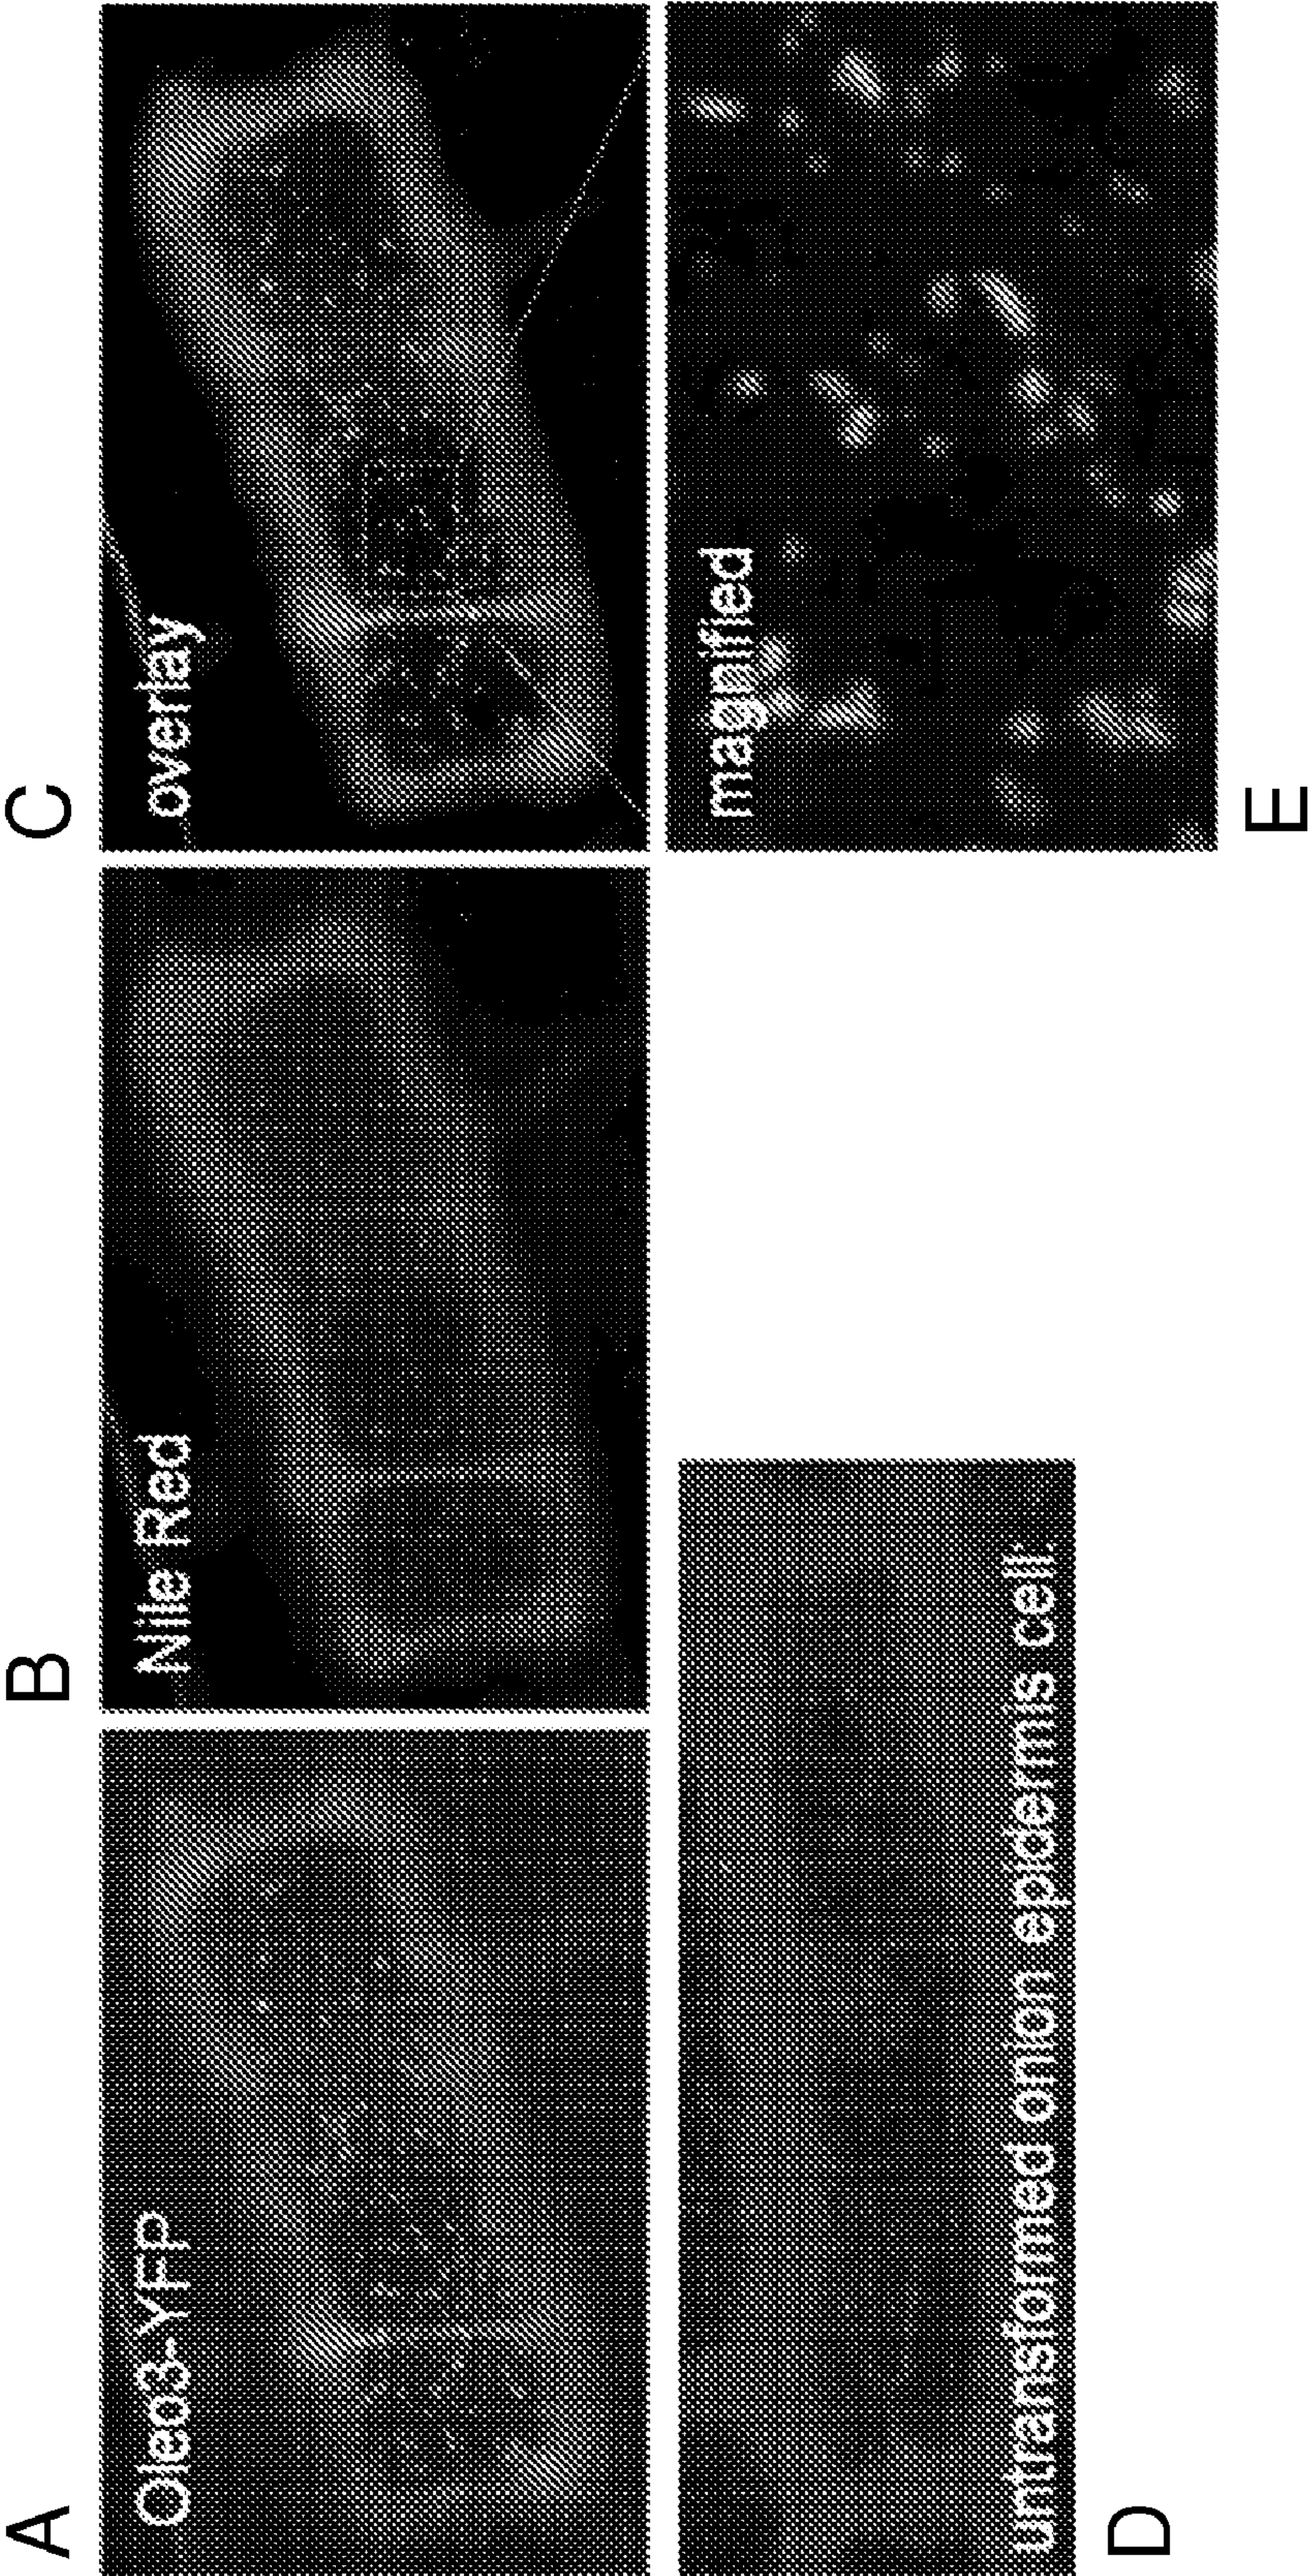 A
Oleo3-YFP
B
Nile Red
C
overlay
D
untransformed onion epidermis cell:
E
magnified